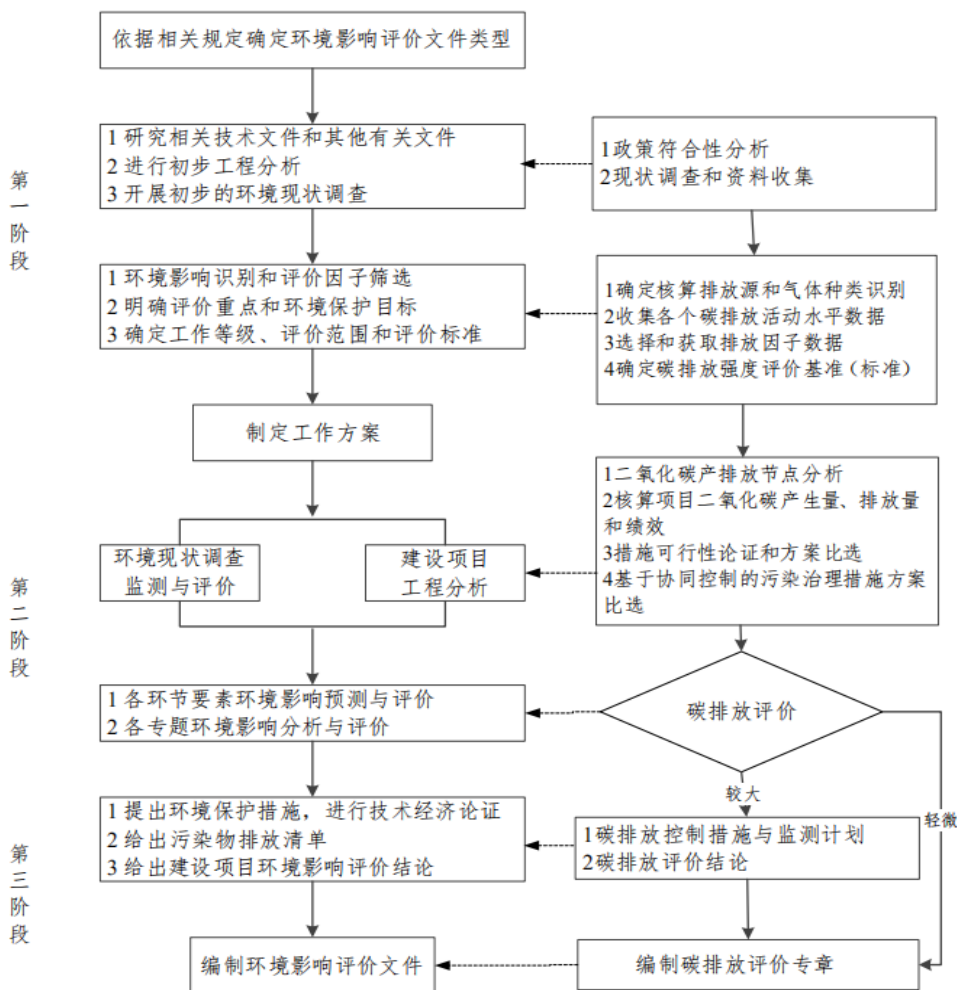 依据相关规定确定环境影响评价文件类型
第一阶段
1 研究相关技术文件和其他有关文件
2 进行初步工程分析
3 开展初步的环境现状调查
1政策符合性分析
2现状调查和资料收集
1 环境影响识别和评价因子筛选
2 明确评价重点和环境保护目标
3 确定工作等级、评价范围和评价标准
1确定核算排放源和气体种类识别
2收集各个碳排放活动水平数据
3选择和获取排放因子数据
4确定碳排放强度评价基准（标准）
制定工作方案
第二阶段
环境现状调查
监测与评价
建设项目
工程分析
1二氧化碳产排放节点分析
2核算项目二氧化碳产生量、排放量
和绩效
3措施可行性论证和方案比选
4基于协同控制的污染治理措施方案
比选
1 各环节要素环境影响预测与评价
2 各专题环境影响分析与评价
碳排放评价
较大
轻微
第三阶段
1 提出环境保护措施，进行技术经济论证
2 给出污染物排放清单
3 给出建设项目环境影响评价结论
1碳排放控制措施与监测计划
2碳排放评价结论
编制环境影响评价文件
编制碳排放评价专章